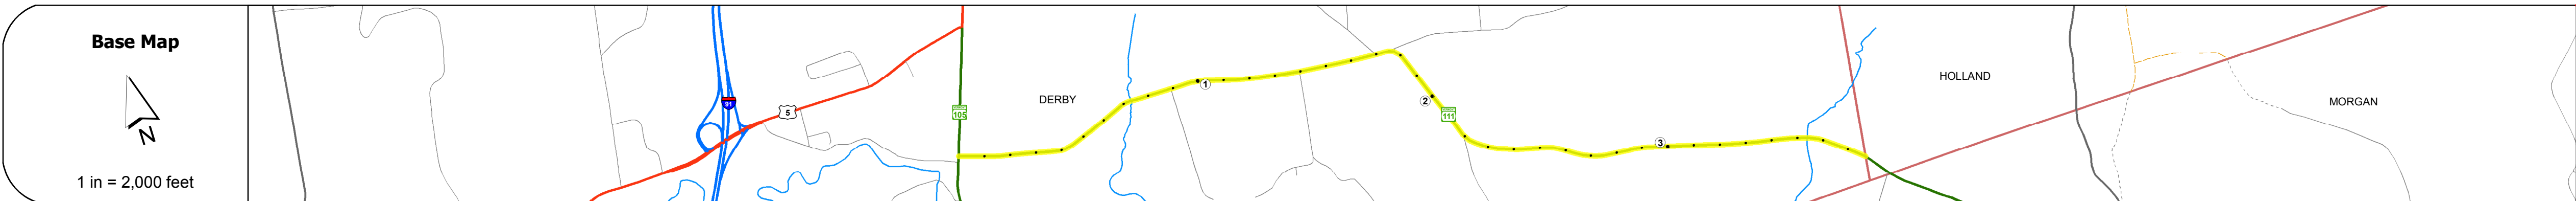 Base Map
N
1 in = 2,000 feet
91
5
105
DERBY
1
2
111
3
HOLLAND
MORGAN